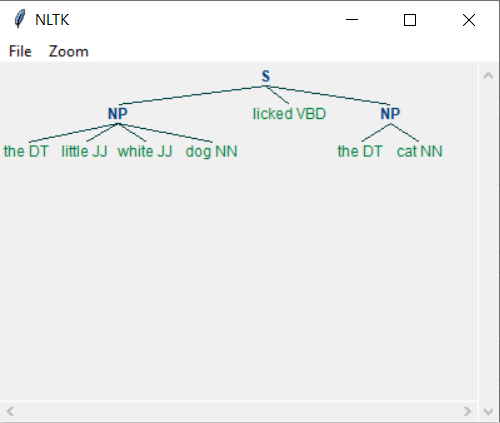 NLTK
File Zoom
S
NP licked VBD NP
the DT little JJ white JJ dog NN the DT cat NN